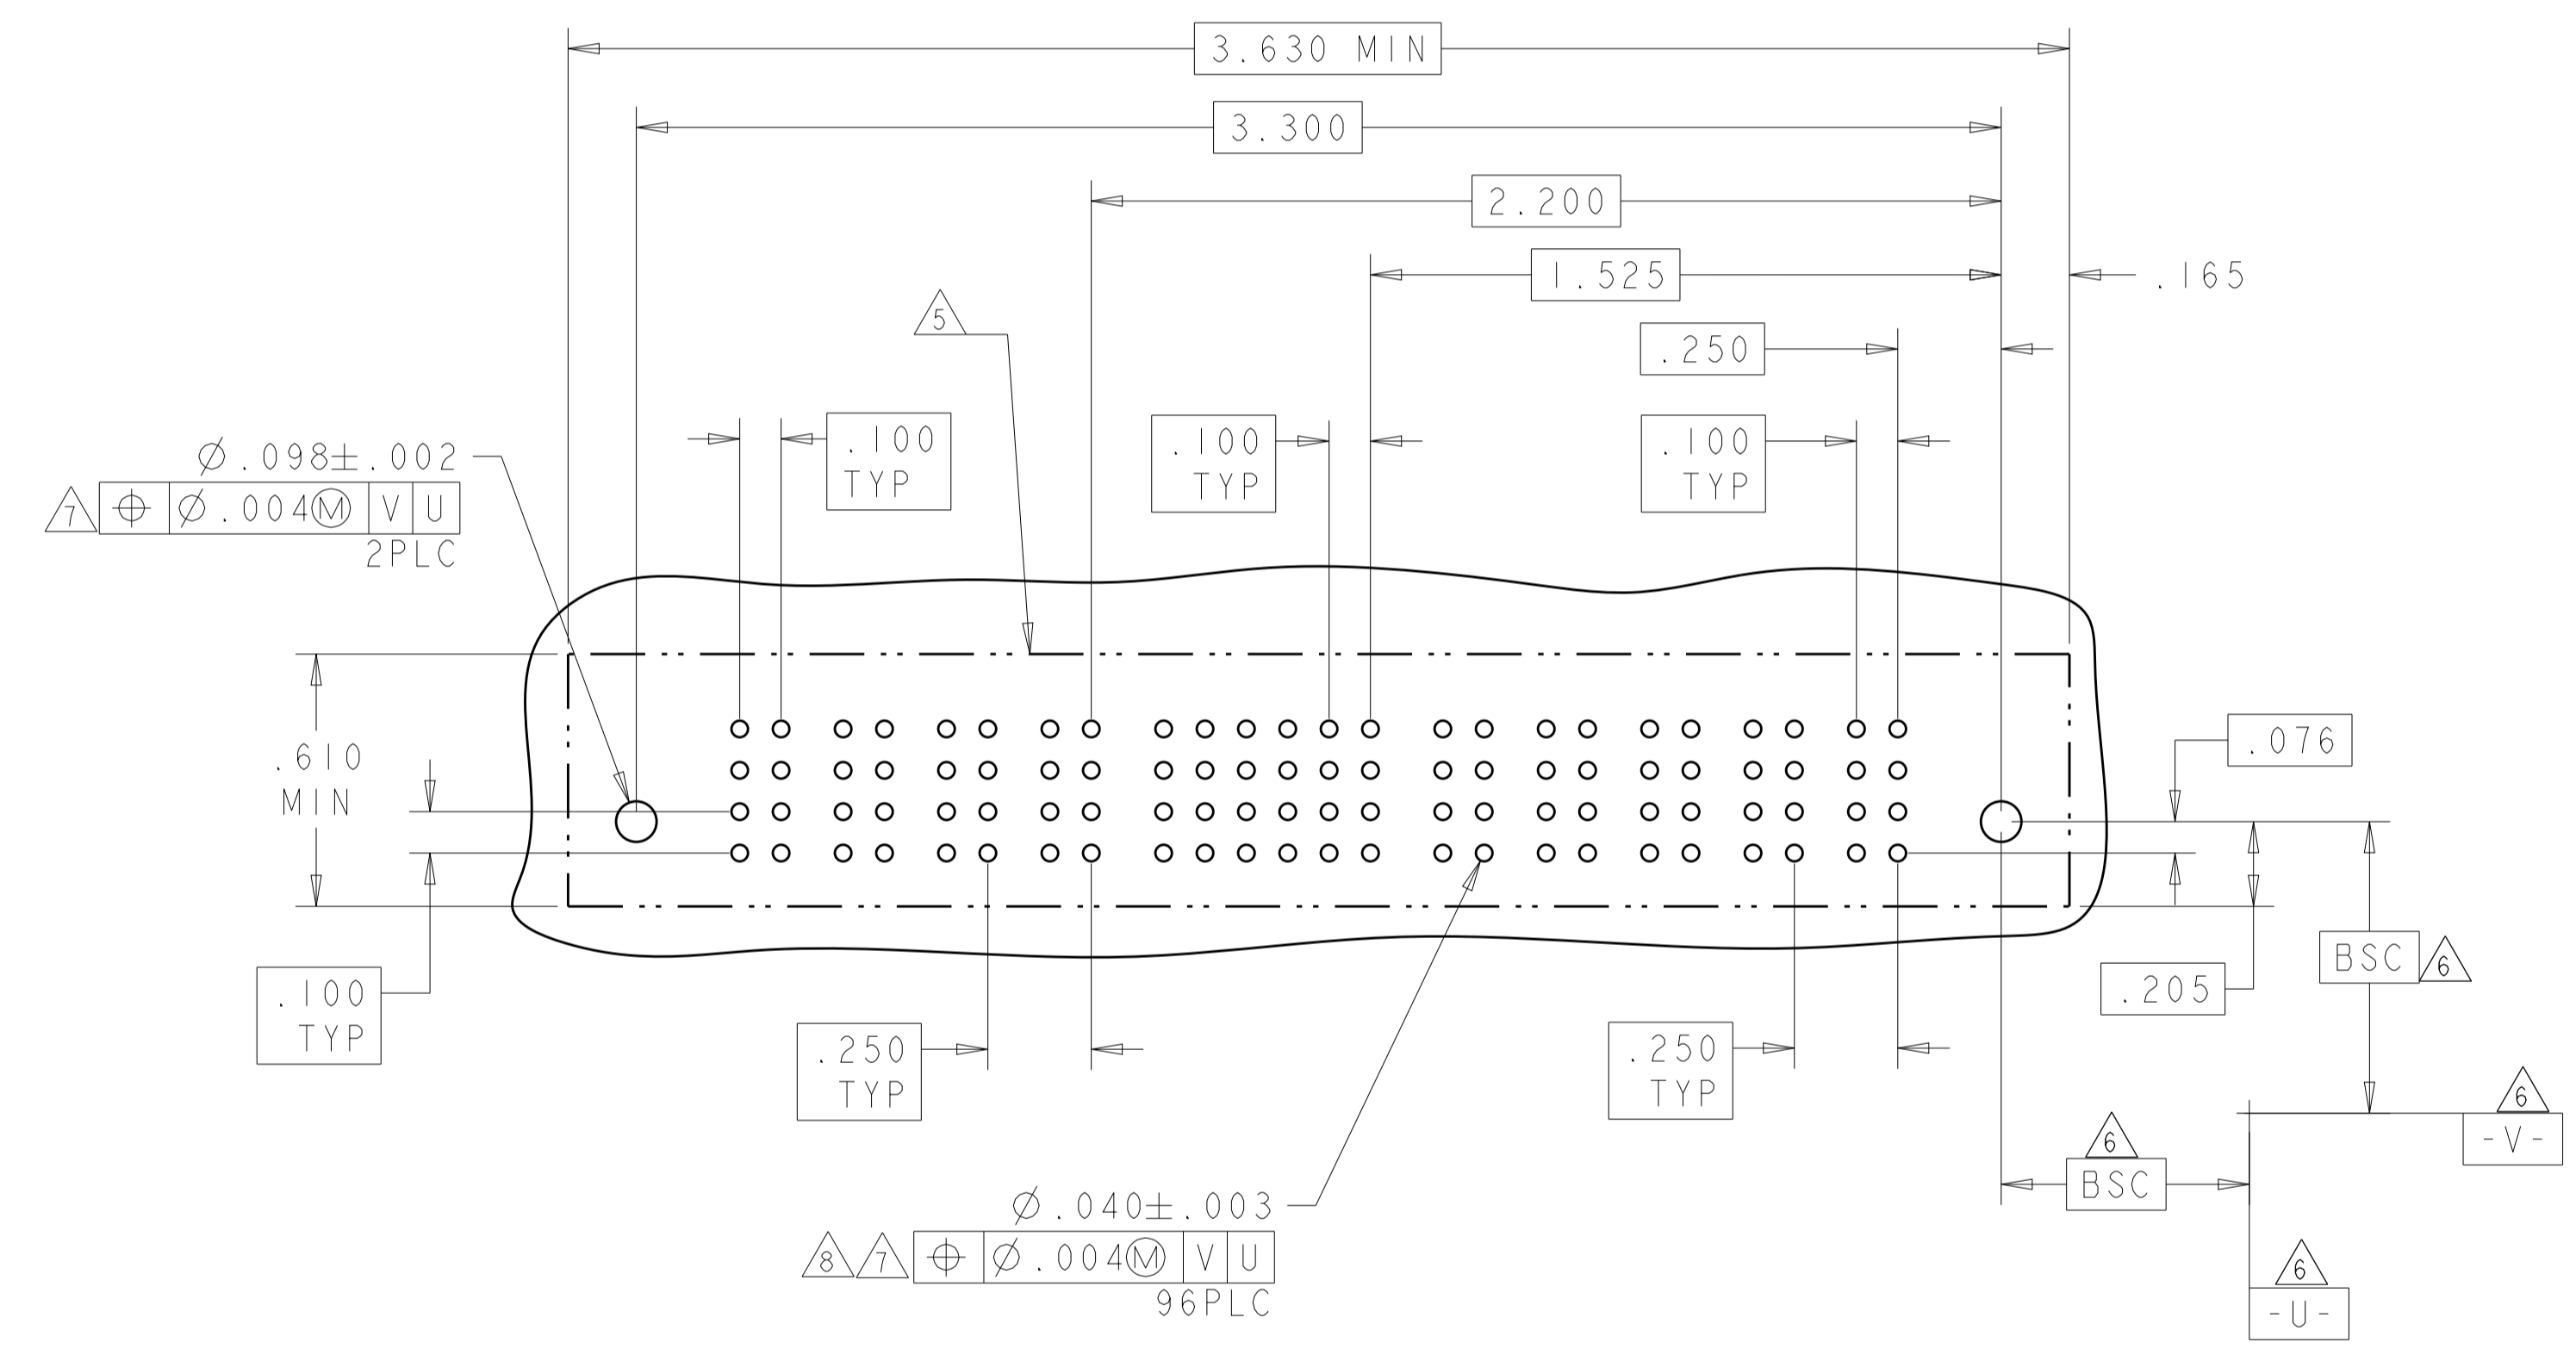 3.630 MIN
3.300
2.200
1.525
.165
5
.250
.100
TYP
.100
TYP
.100
TYP
Ø.098±.002
7 ⌖ Ø.004Ⓜ V U
2PLC
.610
MIN
.076
.100
TYP
.250
TYP
.250
TYP
.205
BSC 6
6
-V-
6
BSC
Ø.040±.003
8 7 ⌖ Ø.004Ⓜ V U
96PLC
6
-U-